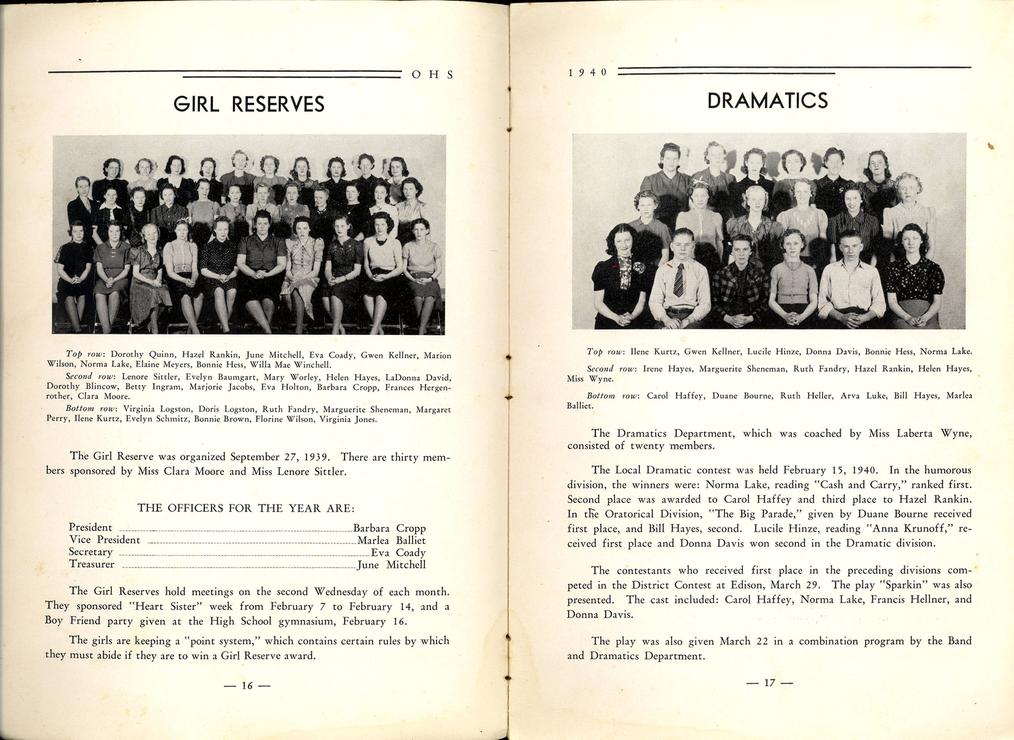 OHS
GIRL RESERVES
Top row: Dorothy Quinn, Hazel Rankin, June Mitchell, Eva Coady, Gwen Kellner, Marion
Wilson, Norma Lake, Elaine Meyers, Bonnie Hess, Willa Mae Winchell.
Second row: Lenore Sittler, Evelyn Baumgart, Mary Worley, Helen Hayes, LaDonna David,
Dorothy Blincow, Betty Ingram, Marjorie Jacobs, Eva Holton, Barbara Cropp, Frances Hergen-
rother, Clara Moore.
Bottom row: Virginia Logston, Doris Logston, Ruth Fandry, Marguerite Sheneman, Margaret
Perry, Ilene Kurtz, Evelyn Schmitz, Bonnie Brown, Florine Wilson, Virginia Jones.
The Girl Reserve was organized September 27, 1939. There are thirty mem-
bers sponsored by Miss Clara Moore and Miss Lenore Sittler.
THE OFFICERS FOR THE YEAR ARE:
President Barbara Cropp
Vice President Marlea Balliet
Secretary Eva Coady
Treasurer June Mitchell
The Girl Reserves hold meetings on the second Wednesday of each month.
They sponsored "Heart Sister" week from February 7 to February 14, and a
Boy Friend party given at the High School gymnasium, February 16.
The girls are keeping a "point system," which contains certain rules by which
they must abide if they are to win a Girl Reserve award.
— 16 —
1940
DRAMATICS
Top row: Ilene Kurtz, Gwen Kellner, Lucile Hinze, Donna Davis, Bonnie Hess, Norma Lake.
Second row: Irene Hayes, Marguerite Sheneman, Ruth Fandry, Hazel Rankin, Helen Hayes,
Miss Wyne.
Bottom row: Carol Haffey, Duane Bourne, Ruth Heller, Arva Luke, Bill Hayes, Marlea
Balliet.
The Dramatics Department, which was coached by Miss Laberta Wyne,
consisted of twenty members.
The Local Dramatic contest was held February 15, 1940. In the humorous
division, the winners were: Norma Lake, reading "Cash and Carry," ranked first.
Second place was awarded to Carol Haffey and third place to Hazel Rankin.
In the Oratorical Division, "The Big Parade," given by Duane Bourne received
first place, and Bill Hayes, second. Lucile Hinze, reading "Anna Krunoff," re-
ceived first place and Donna Davis won second in the Dramatic division.
The contestants who received first place in the preceding divisions com-
peted in the District Contest at Edison, March 29. The play "Sparkin" was also
presented. The cast included: Carol Haffey, Norma Lake, Francis Hellner, and
Donna Davis.
The play was also given March 22 in a combination program by the Band
and Dramatics Department.
— 17 —